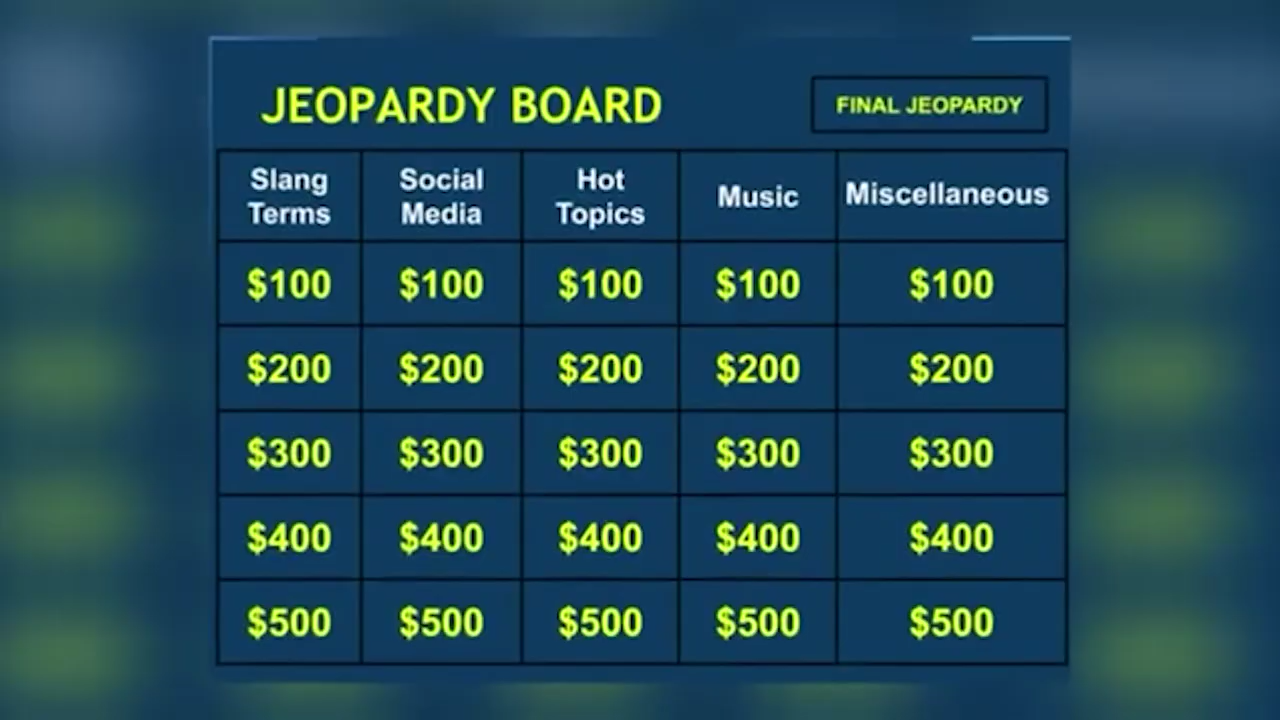 JEOPARDY BOARD
FINAL JEOPARDY
Slang Terms
Social Media
Hot Topics
Music
Miscellaneous
$100 $100 $100 $100 $100
$200 $200 $200 $200 $200
$300 $300 $300 $300 $300
$400 $400 $400 $400 $400
$500 $500 $500 $500 $500